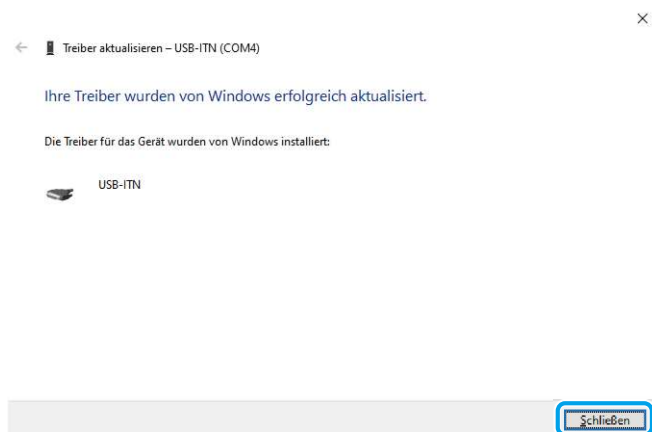 Treiber aktualisieren – USB-ITN (COM4)
Ihre Treiber wurden von Windows erfolgreich aktualisiert.
Die Treiber für das Gerät wurden von Windows installiert:
USB-ITN
Schließen